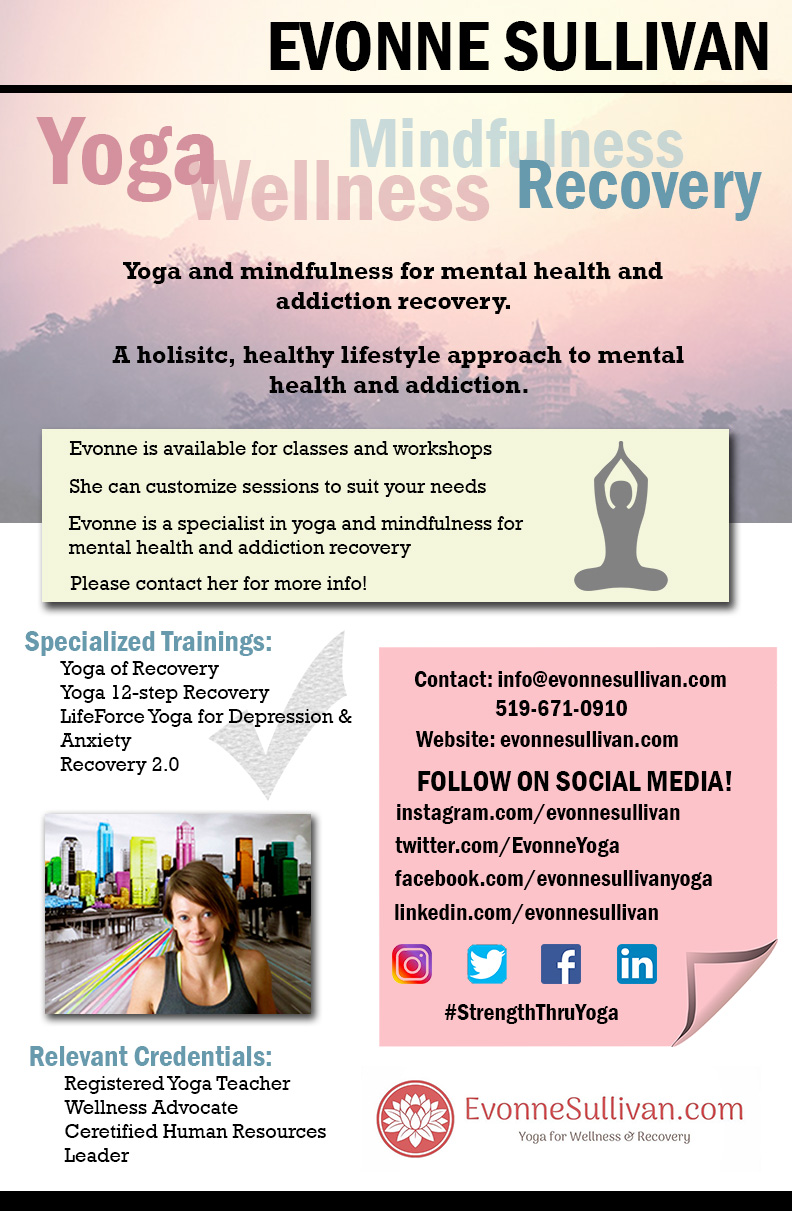 EVONNE SULLIVAN
Yoga
Mindfulness
Wellness
Recovery
Yoga and mindfulness for mental health and
addiction recovery.
A holisitc, healthy lifestyle approach to mental
health and addiction.
Evonne is available for classes and workshops
She can customize sessions to suit your needs
Evonne is a specialist in yoga and mindfulness for
mental health and addiction recovery
Please contact her for more info!
Specialized Trainings:
Yoga of Recovery
Yoga 12-step Recovery
LifeForce Yoga for Depression &
Anxiety
Recovery 2.0
Contact: info@evonnesullivan.com
519-671-0910
Website: evonnesullivan.com
FOLLOW ON SOCIAL MEDIA!
instagram.com/evonnesullivan
twitter.com/EvonneYoga
facebook.com/evonnesullivanyoga
linkedin.com/evonnesullivan
f
in
#StrengthThruYoga
Relevant Credentials:
Registered Yoga Teacher
Wellness Advocate
Ceretified Human Resources
Leader
EvonneSullivan.com
Yoga for Wellness & Recovery